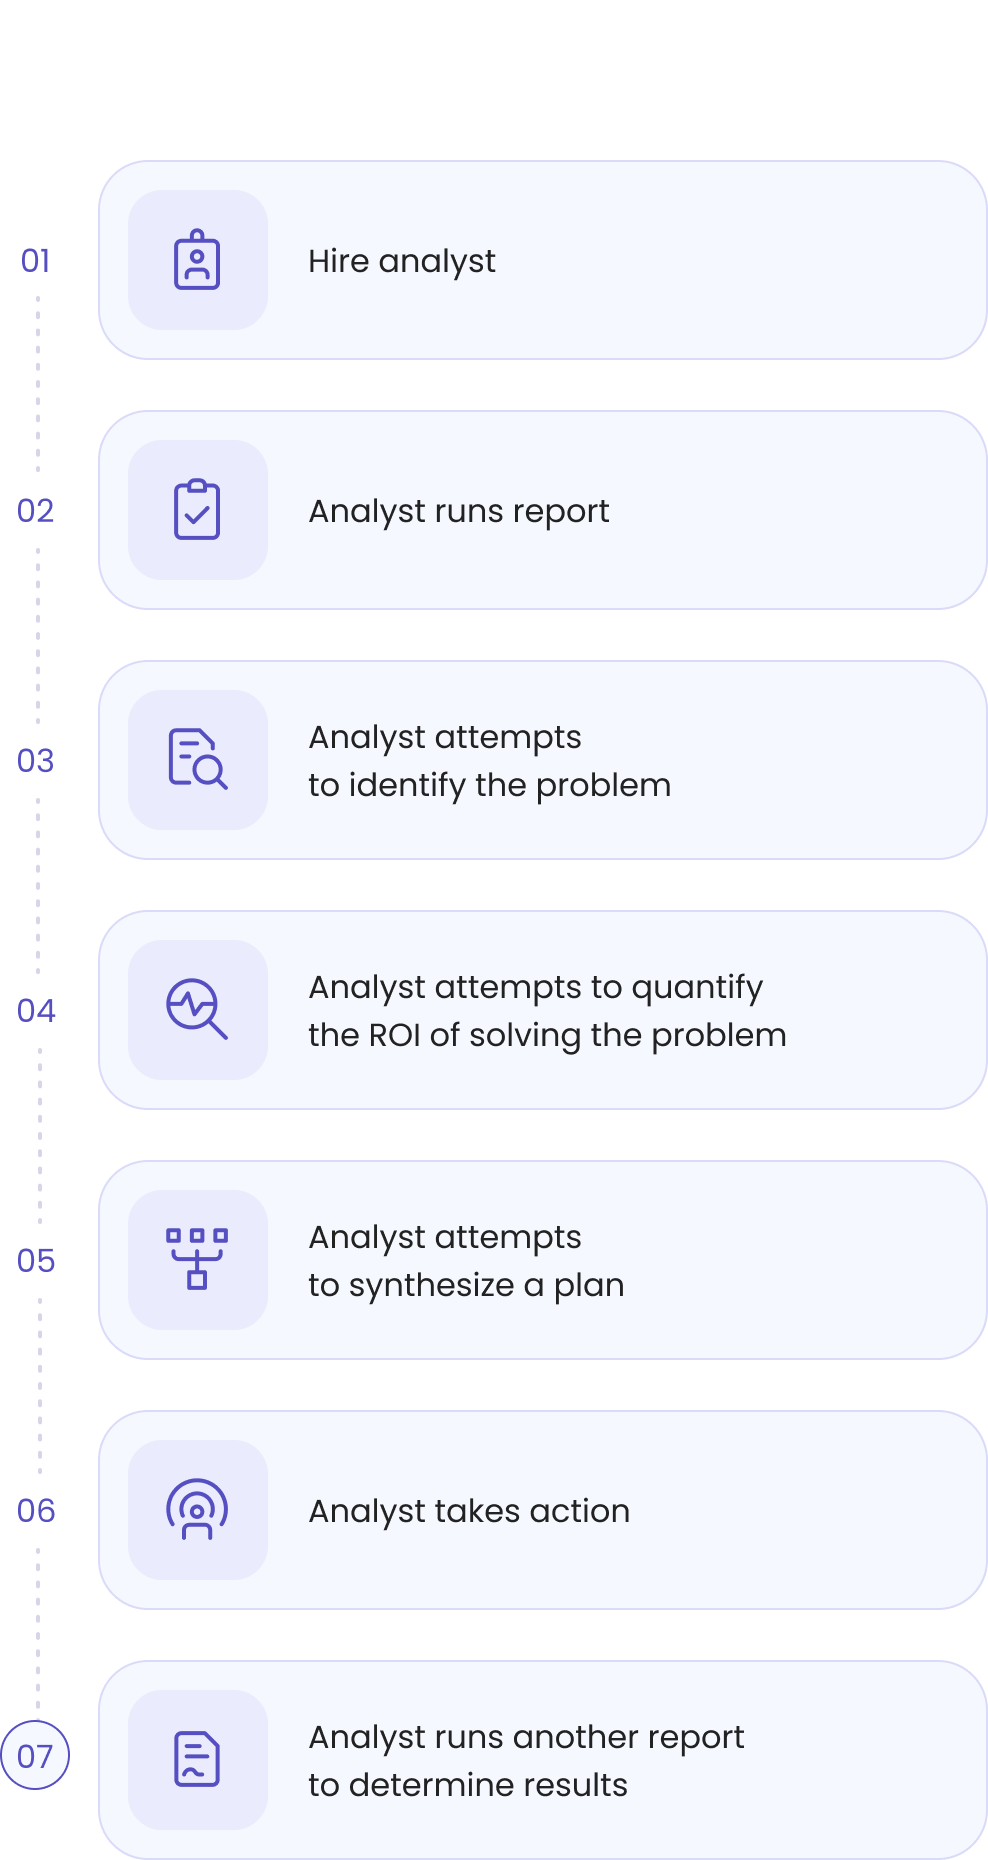 01
Hire analyst
02
Analyst runs report
03
Analyst attempts
to identify the problem
04
Analyst attempts to quantify
the ROI of solving the problem
05
Analyst attempts
to synthesize a plan
06
Analyst takes action
07
Analyst runs another report
to determine results